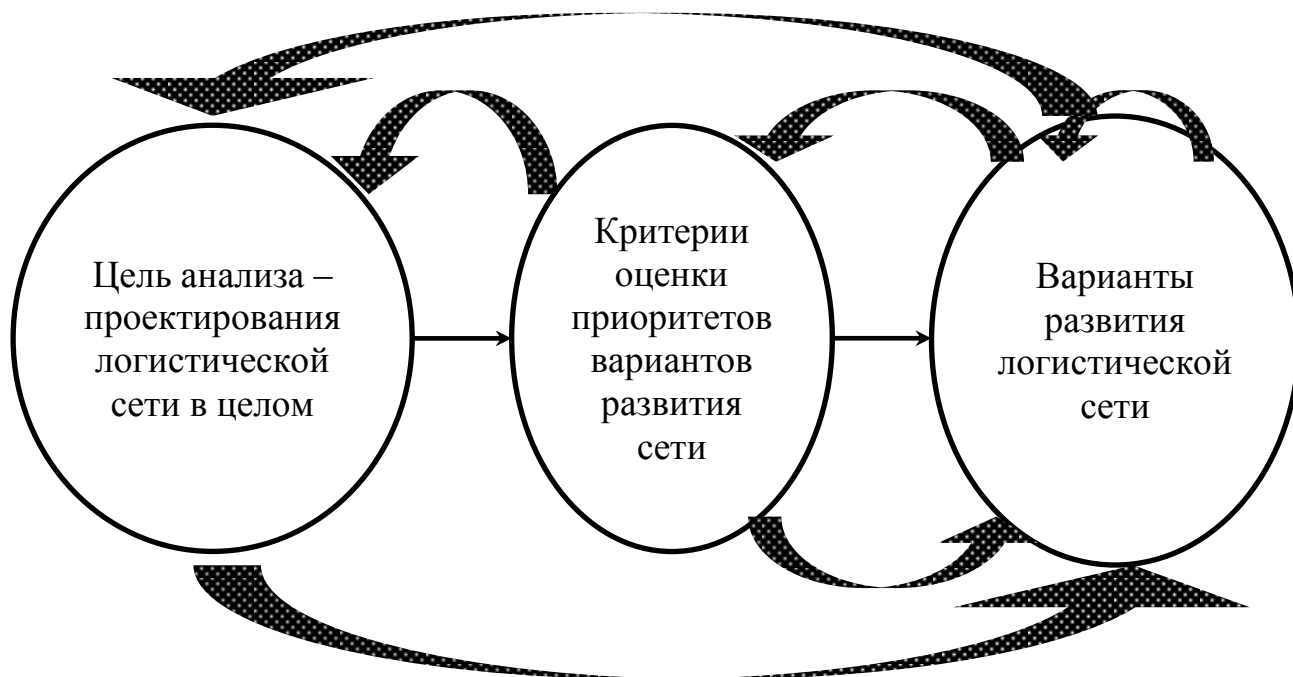 Цель анализа –
проектирования
логистической
сети в целом
Критерии
оценки
приоритетов
вариантов
развития
сети
Варианты
развития
логистической
сети